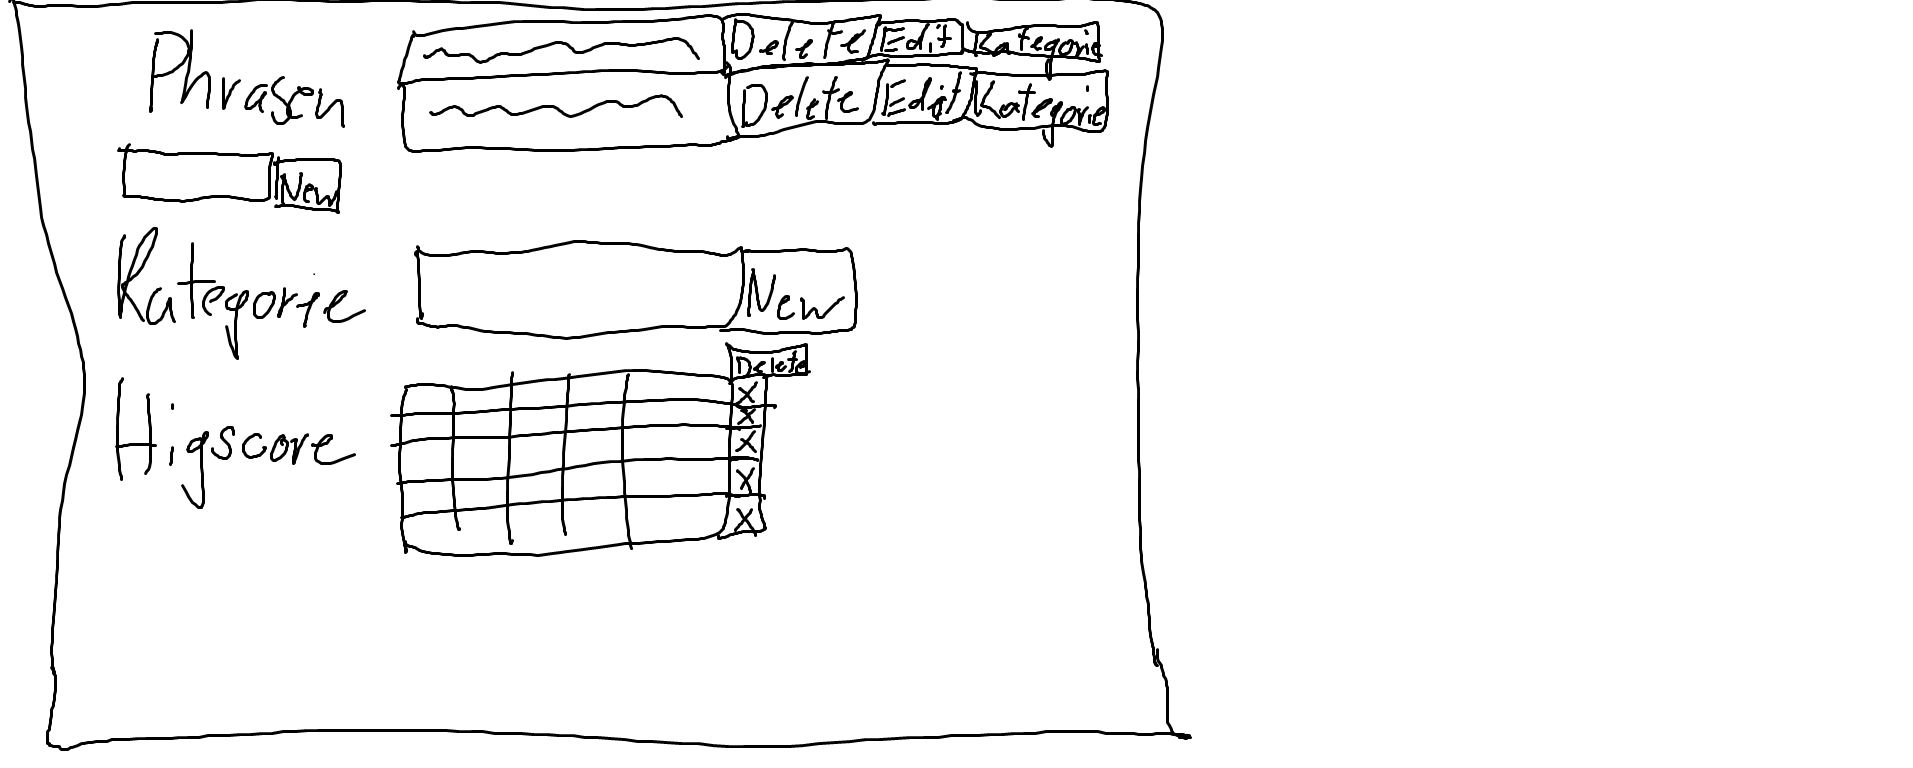 Phrasen
Delete Edit Kategorie
Delete Edit Kategorie
New
Kategorie
New
Delete
Higscore
X
X
X
X
X